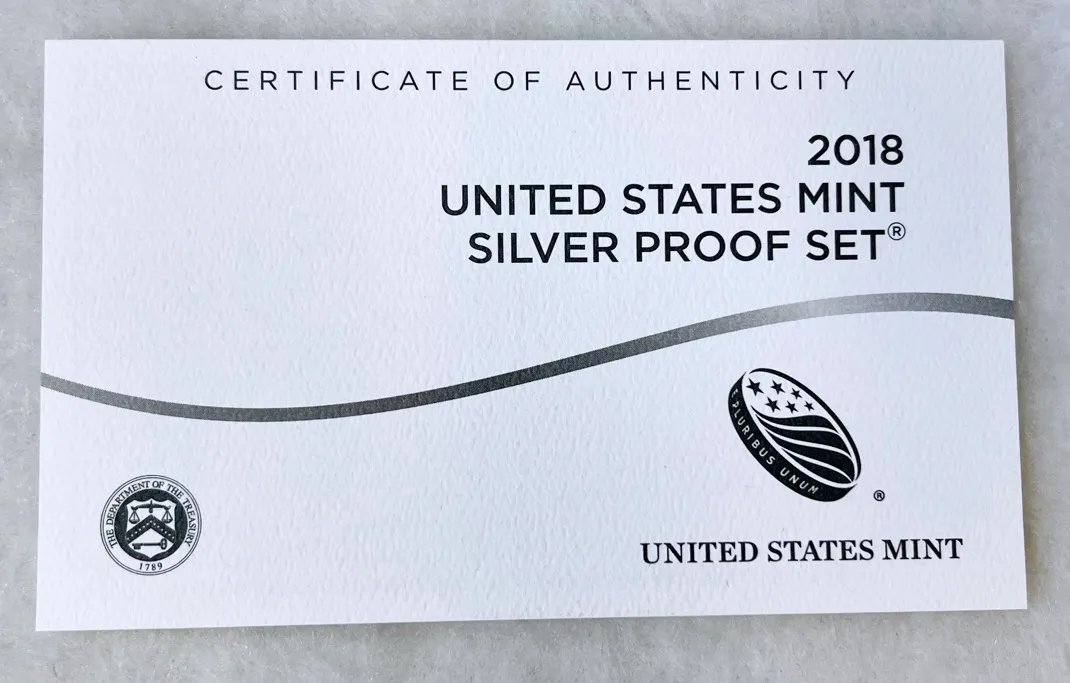 CERTIFICATE OF AUTHENTICITY
2018
UNITED STATES MINT
SILVER PROOF SET®
E PLURIBUS UNUM
®
THE DEPARTMENT OF THE TREASURY
1789
UNITED STATES MINT